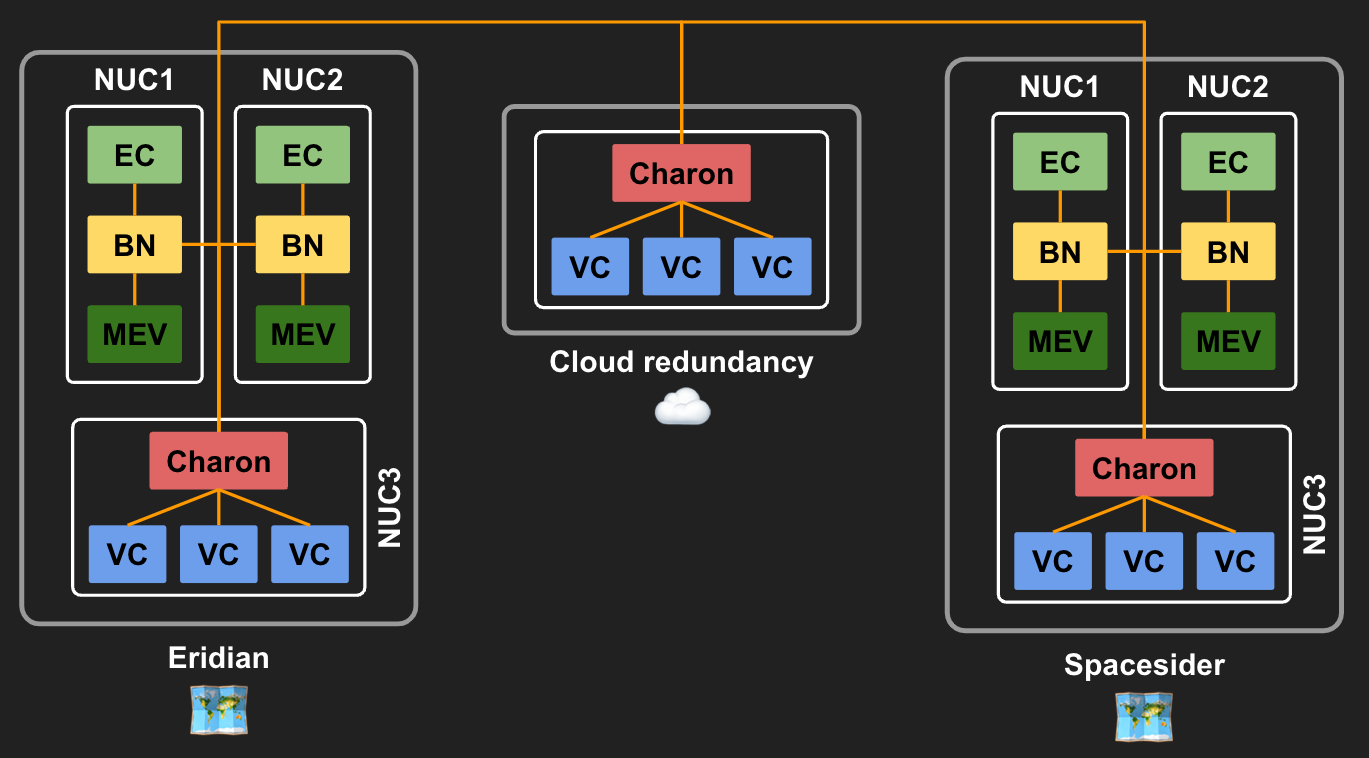 NUC1
NUC2
EC
EC
BN
BN
MEV
MEV
Charon
VC
VC
VC
NUC3
Eridian
Charon
VC
VC
VC
Cloud redundancy
NUC1
NUC2
EC
EC
BN
BN
MEV
MEV
Charon
VC
VC
VC
NUC3
Spacesider